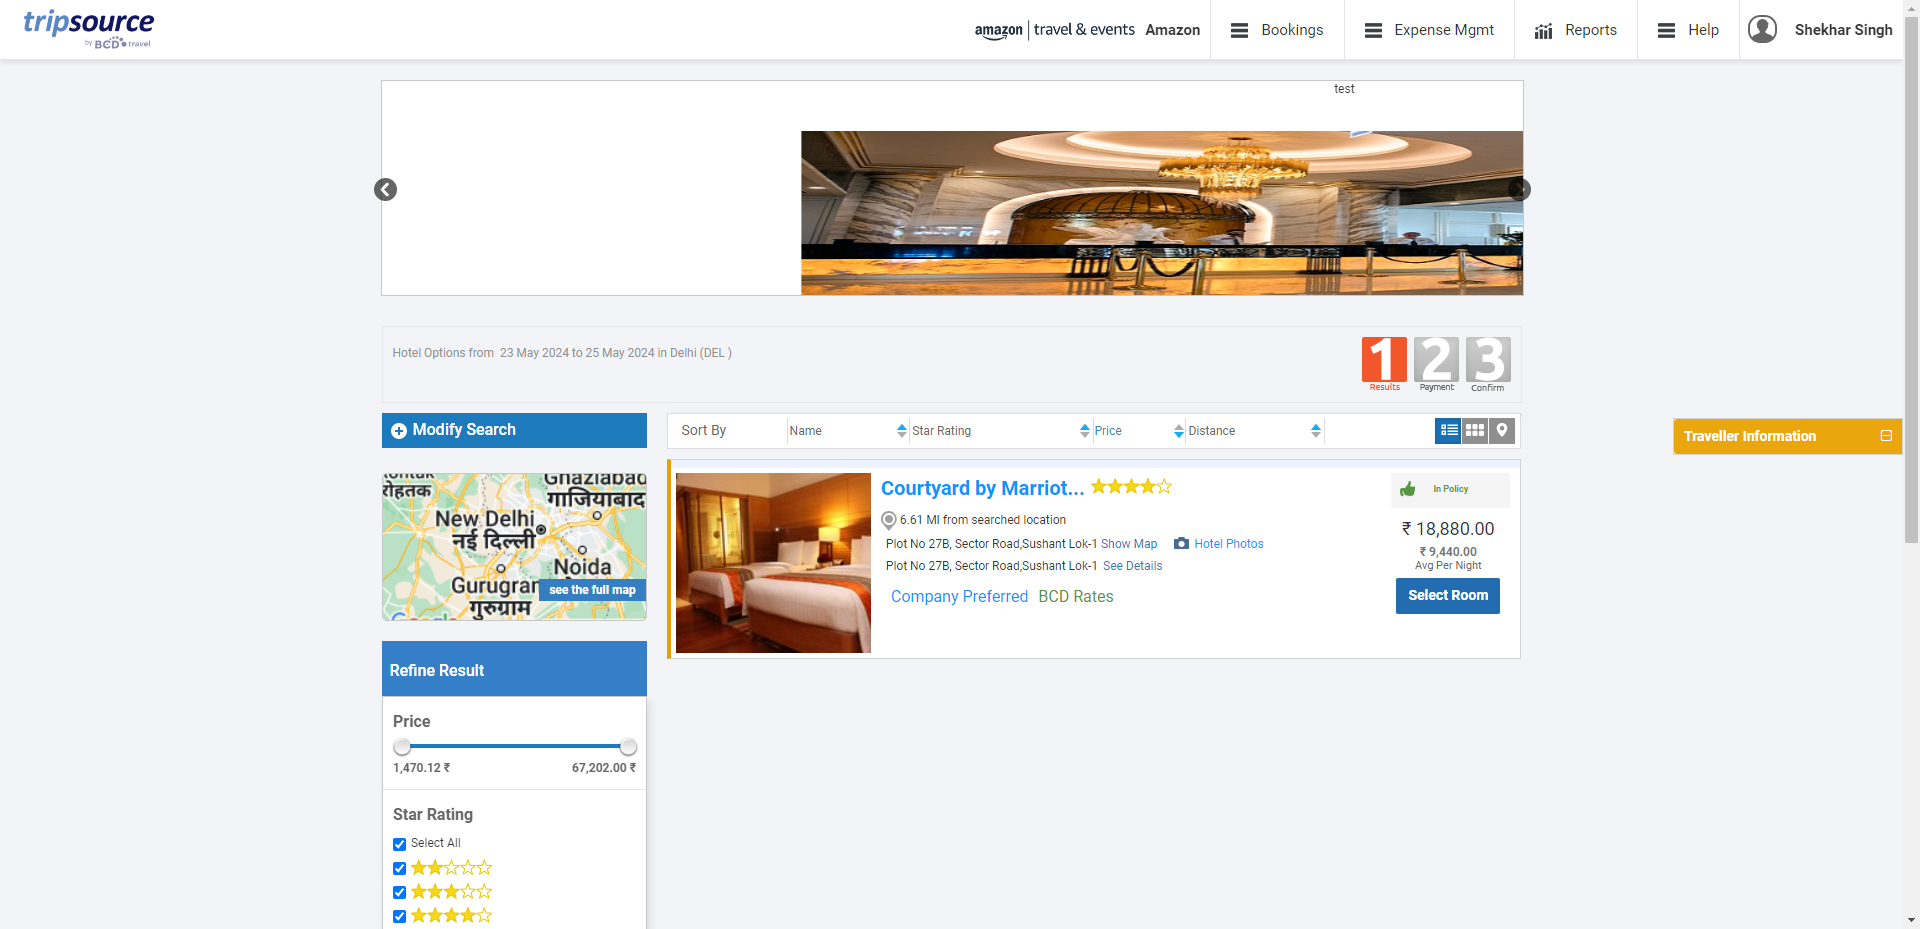 tripsource
by BCD travel
amazon | travel & events Amazon
Bookings
Expense Mgmt
Reports
Help
Shekhar Singh
test
Hotel Options from 23 May 2024 to 25 May 2024 in Delhi (DEL )
1 2 3
Results Payment Confirm
Modify Search
Sort By Name Star Rating Price Distance
Traveller Information
रोहतक
Ghaziabad
गाजियाबाद
New Delhi
नई दिल्ली
Noida
Gurugram
गुरुग्राम
see the full map
Google
Courtyard by Marriot...
6.61 MI from searched location
Plot No 27B, Sector Road,Sushant Lok-1 Show Map Hotel Photos
Plot No 27B, Sector Road,Sushant Lok-1 See Details
Company Preferred BCD Rates
In Policy
₹ 18,880.00
₹ 9,440.00
Avg Per Night
Select Room
Refine Result
Price
1,470.12 ₹ 67,202.00 ₹
Star Rating
Select All